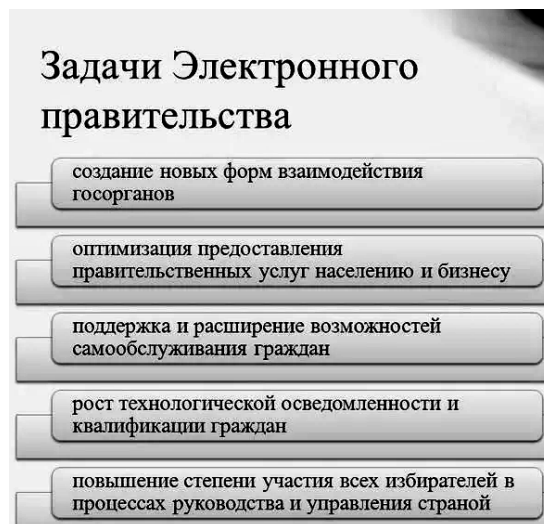 Задачи Электронного
правительства
создание новых форм взаимодействия
госорганов
оптимизация предоставления
правительственных услуг населению и бизнесу
поддержка и расширение возможностей
самообслуживания граждан
рост технологической осведомленности и
квалификации граждан
повышение степени участия всех избирателей в
процессах руководства и управления страной